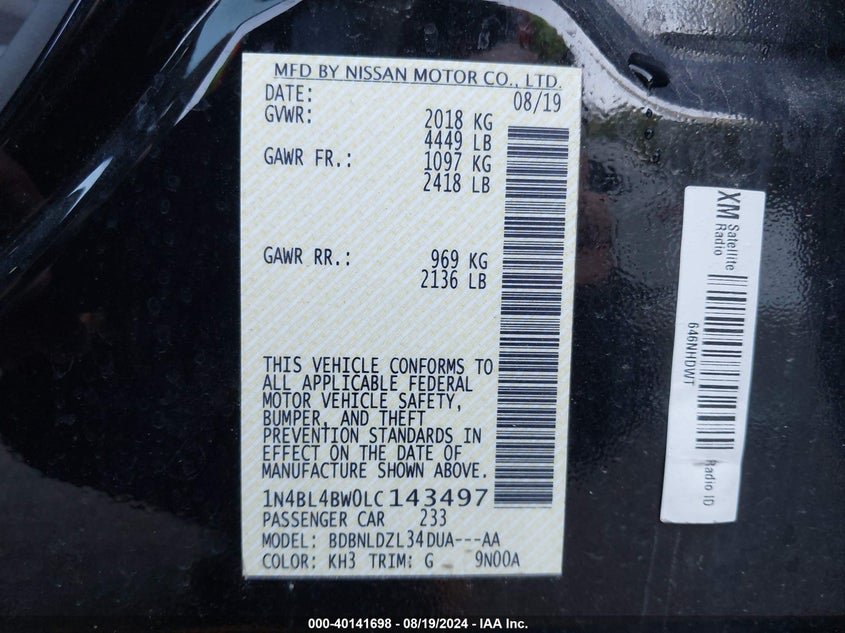 MFD BY NISSAN MOTOR CO., LTD.
DATE: 08/19
GVWR: 2018 KG
4449 LB
GAWR FR.: 1097 KG
2418 LB
GAWR RR.: 969 KG
2136 LB
THIS VEHICLE CONFORMS TO
ALL APPLICABLE FEDERAL
MOTOR VEHICLE SAFETY,
BUMPER, AND THEFT
PREVENTION STANDARDS IN
EFFECT ON THE DATE OF
MANUFACTURE SHOWN ABOVE.
1N4BL4BW0LC143497
PASSENGER CAR 233
MODEL: BDBNLDZL34DUA---AA
COLOR: KH3 TRIM: G 9N00A
XM Satellite
Radio
646NHDWT
Radio ID
000-40141698 - 08/19/2024 - IAA Inc.